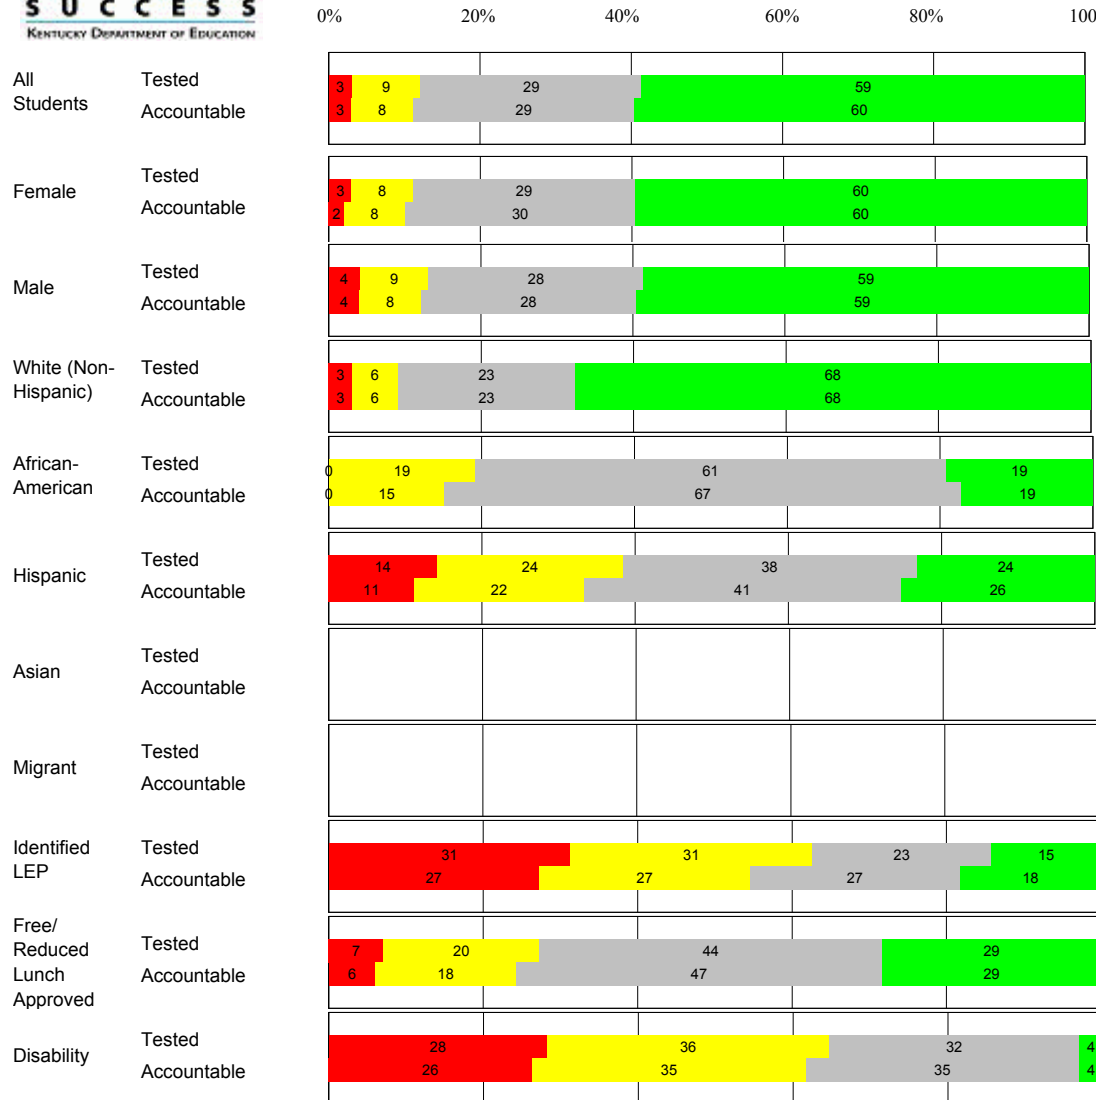 SUCCESS
KENTUCKY DEPARTMENT OF EDUCATION
0% 20% 40% 60% 80% 100
All Students Tested 3 9 29 59
Accountable 3 8 29 60
Female Tested 3 8 29 60
Accountable 2 8 30 60
Male Tested 4 9 28 59
Accountable 4 8 28 59
White (Non-Hispanic) Tested 3 6 23 68
Accountable 3 6 23 68
African-American Tested 0 19 61 19
Accountable 0 15 67 19
Hispanic Tested 14 24 38 24
Accountable 11 22 41 26
Asian Tested
Accountable
Migrant Tested
Accountable
Identified LEP Tested 31 31 23 15
Accountable 27 27 27 18
Free/
Reduced Lunch Approved Tested 7 20 44 29
Accountable 6 18 47 29
Disability Tested 28 36 32 4
Accountable 26 35 35 4